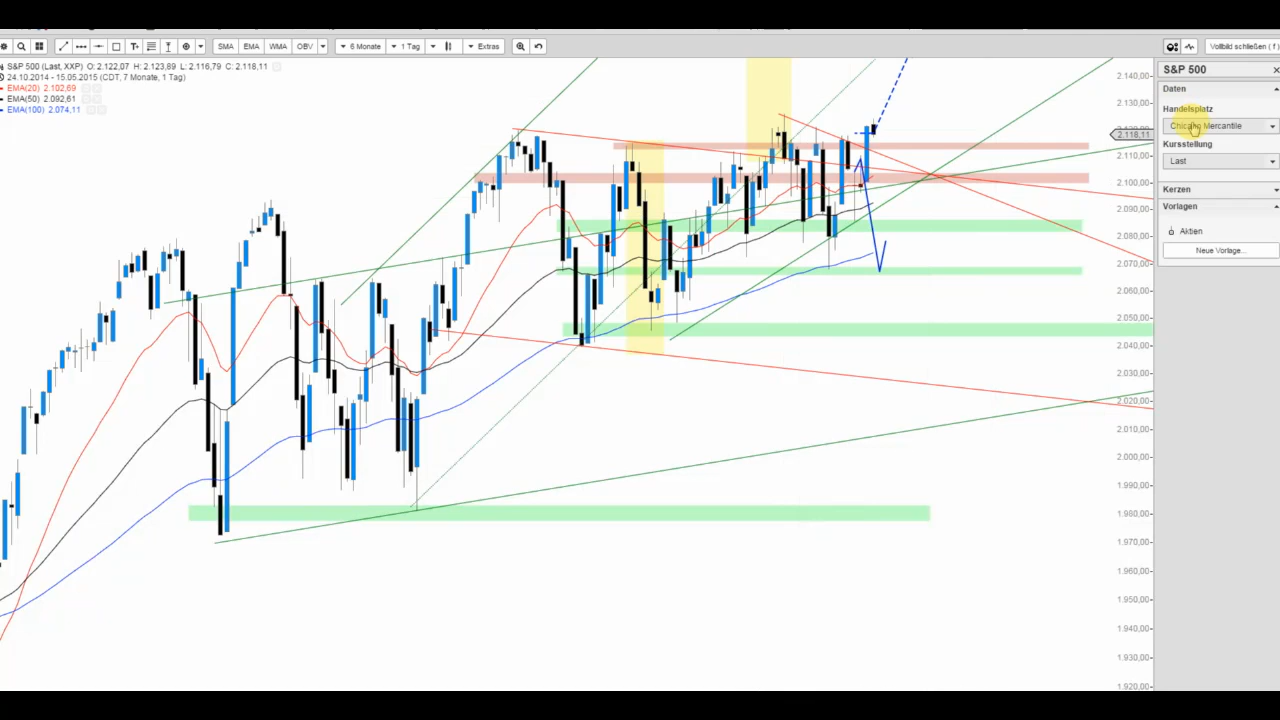 SMA EMA WMA OBV 6 Monate 1 Tag Extras Vollbild schließen ( f )
S&P 500 (Last, XXP) O: 2.122,07 H: 2.123,89 L: 2.116,79 C: 2.118,11
24.10.2014 - 15.05.2015 (CDT, 7 Monate, 1 Tag)
EMA(20) 2.102,69
EMA(50) 2.092,61
EMA(100) 2.074,11
2.140,00
2.130,00
2.118,11
2.110,00
2.100,00
2.090,00
2.080,00
2.070,00
2.060,00
2.050,00
2.040,00
2.030,00
2.020,00
2.010,00
2.000,00
1.990,00
1.980,00
1.970,00
1.960,00
1.950,00
1.940,00
1.930,00
1.920,00
S&P 500
Daten
Handelsplatz
Chicago Mercantile
Kursstellung
Last
Kerzen
Vorlagen
Aktien
Neue Vorlage...